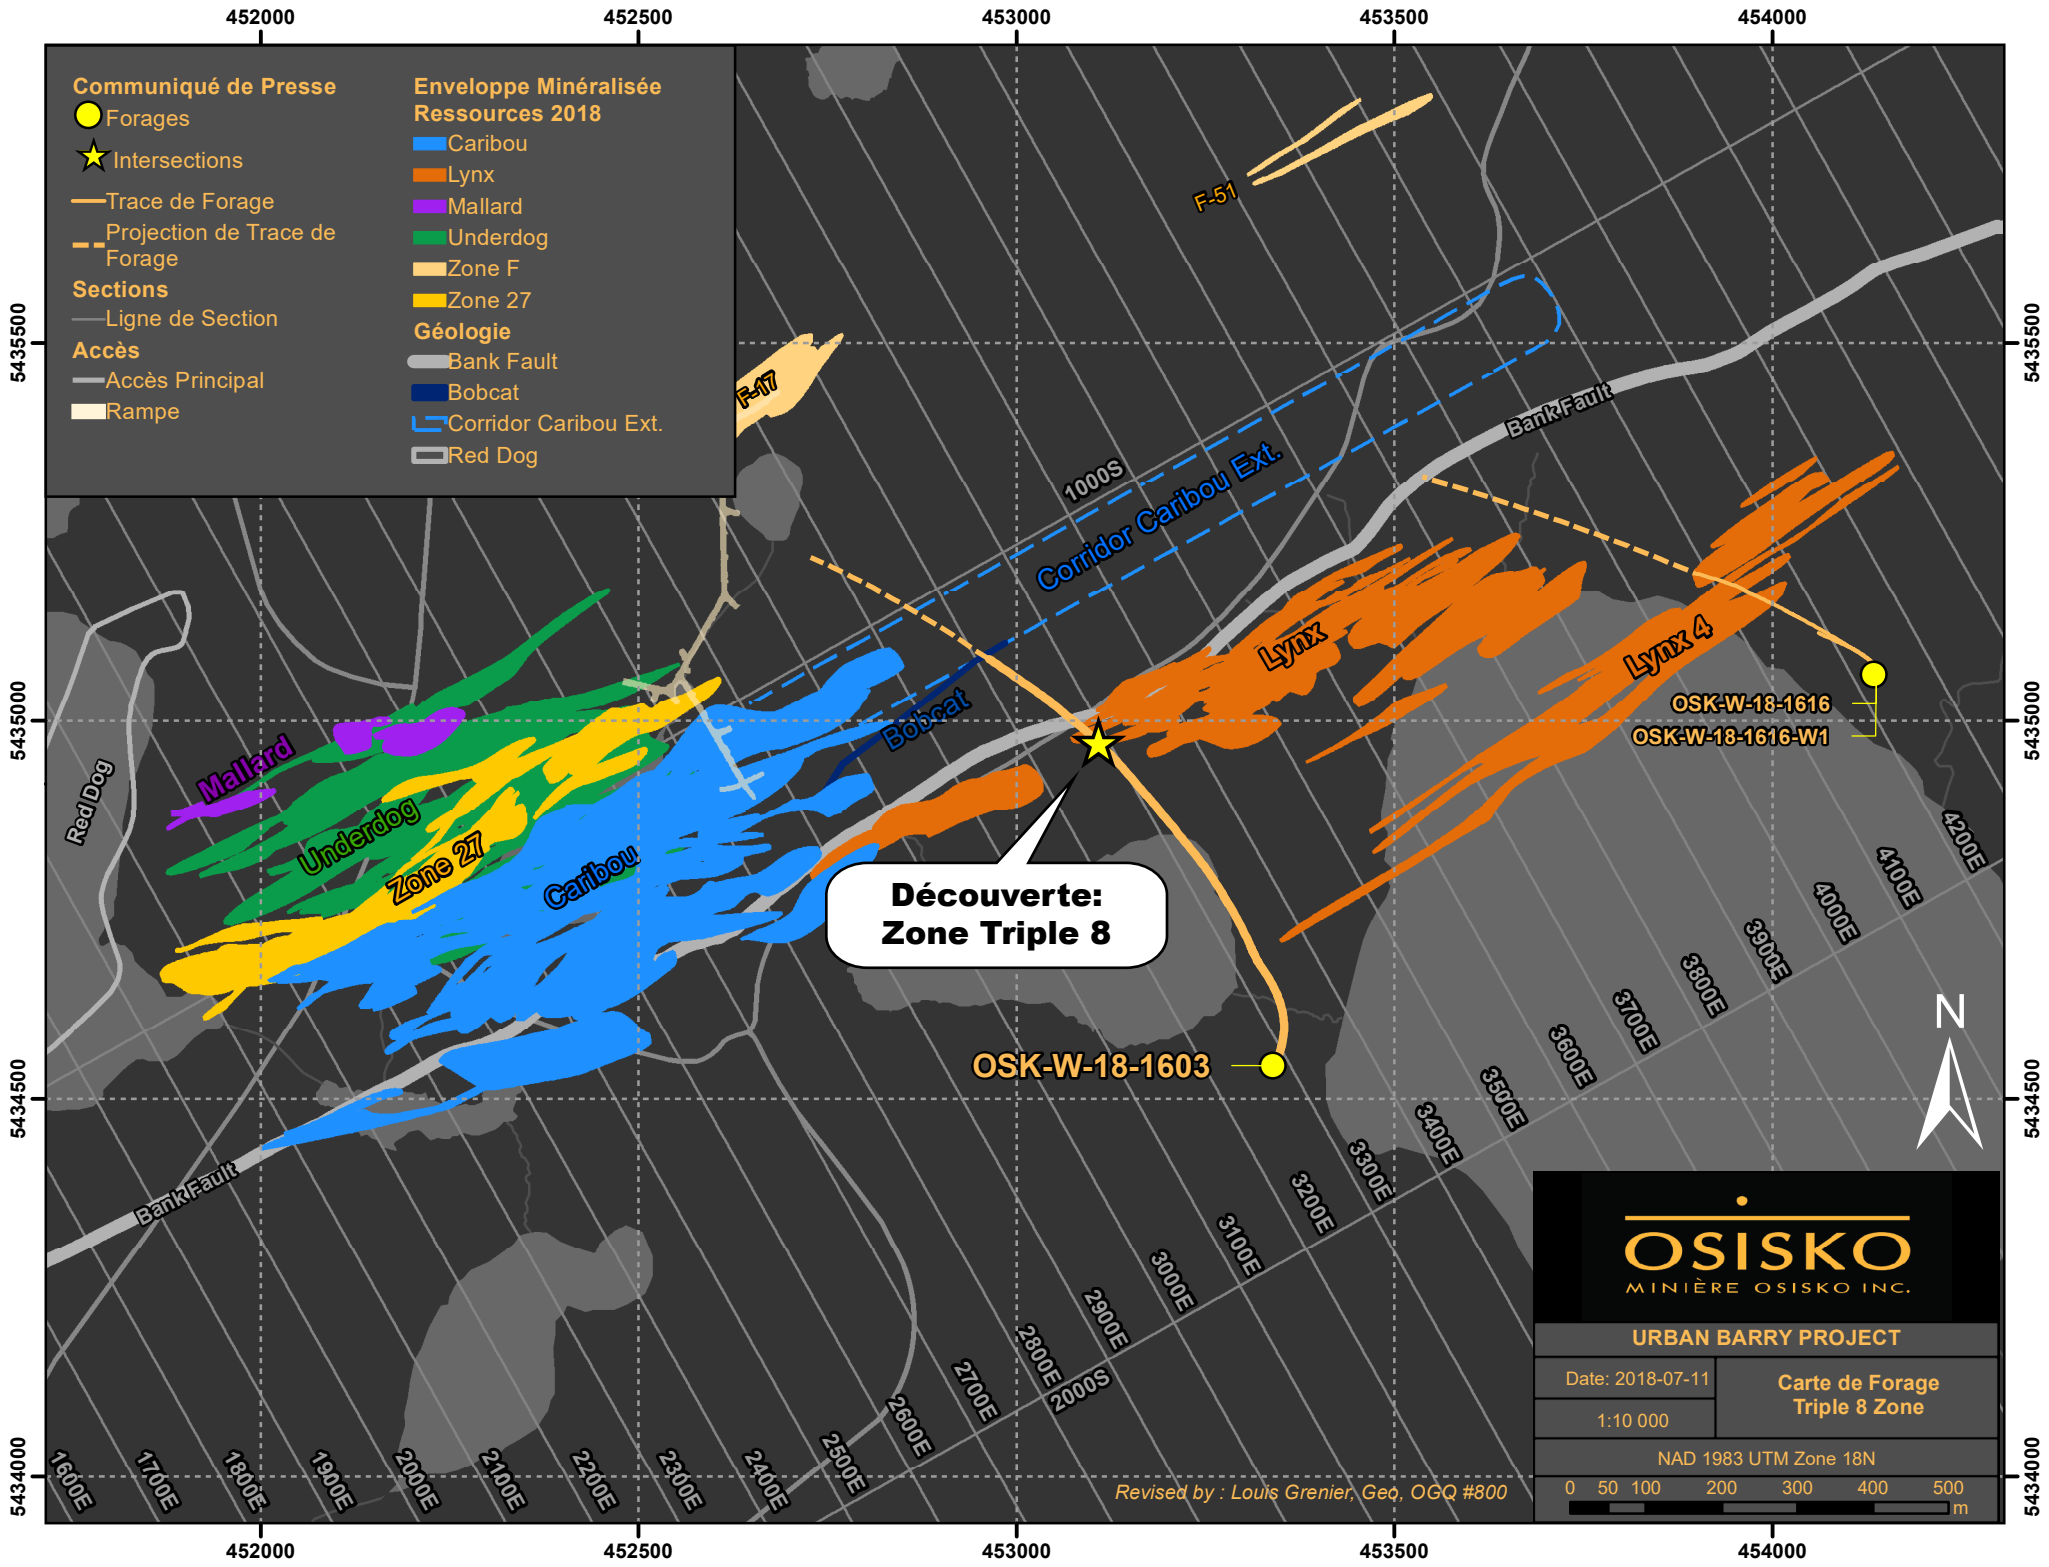 452000
452500
453000
453500
454000
Communiqué de Presse
Forages
Intersections
Trace de Forage
Projection de Trace de
Forage
Sections
Ligne de Section
Accès
Accès Principal
Rampe
Enveloppe Minéralisée
Ressources 2018
Caribou
Lynx
Mallard
Underdog
Zone F
Zone 27
Géologie
Bank Fault
Bobcat
Corridor Caribou Ext.
Red Dog
F-51
F-17
5435500
5435500
1000S
Corridor Caribou Ext.
Bank Fault
Lynx
Lynx 4
OSK-W-18-1616
OSK-W-18-1616-W1
5435000
5435000
Bobcat
Mallard
Red Dog
Underdog
Zone 27
Caribou
Découverte:
Zone Triple 8
OSK-W-18-1603
Bank Fault
5434500
5434500
N
4200E
4100E
4000E
3900E
3800E
3700E
3600E
3500E
3400E
3300E
3200E
3100E
3000E
2900E
2800E
2000S
2700E
2600E
2500E
2400E
2300E
2200E
2100E
2000E
1900E
1800E
1700E
1600E
5434000
5434000
OSISKO
MINIÈRE OSISKO INC.
URBAN BARRY PROJECT
Date: 2018-07-11
1:10 000
Carte de Forage
Triple 8 Zone
NAD 1983 UTM Zone 18N
0 50 100 200 300 400 500
m
Revised by : Louis Grenier, Geo, OGQ #800
452000
452500
453000
453500
454000